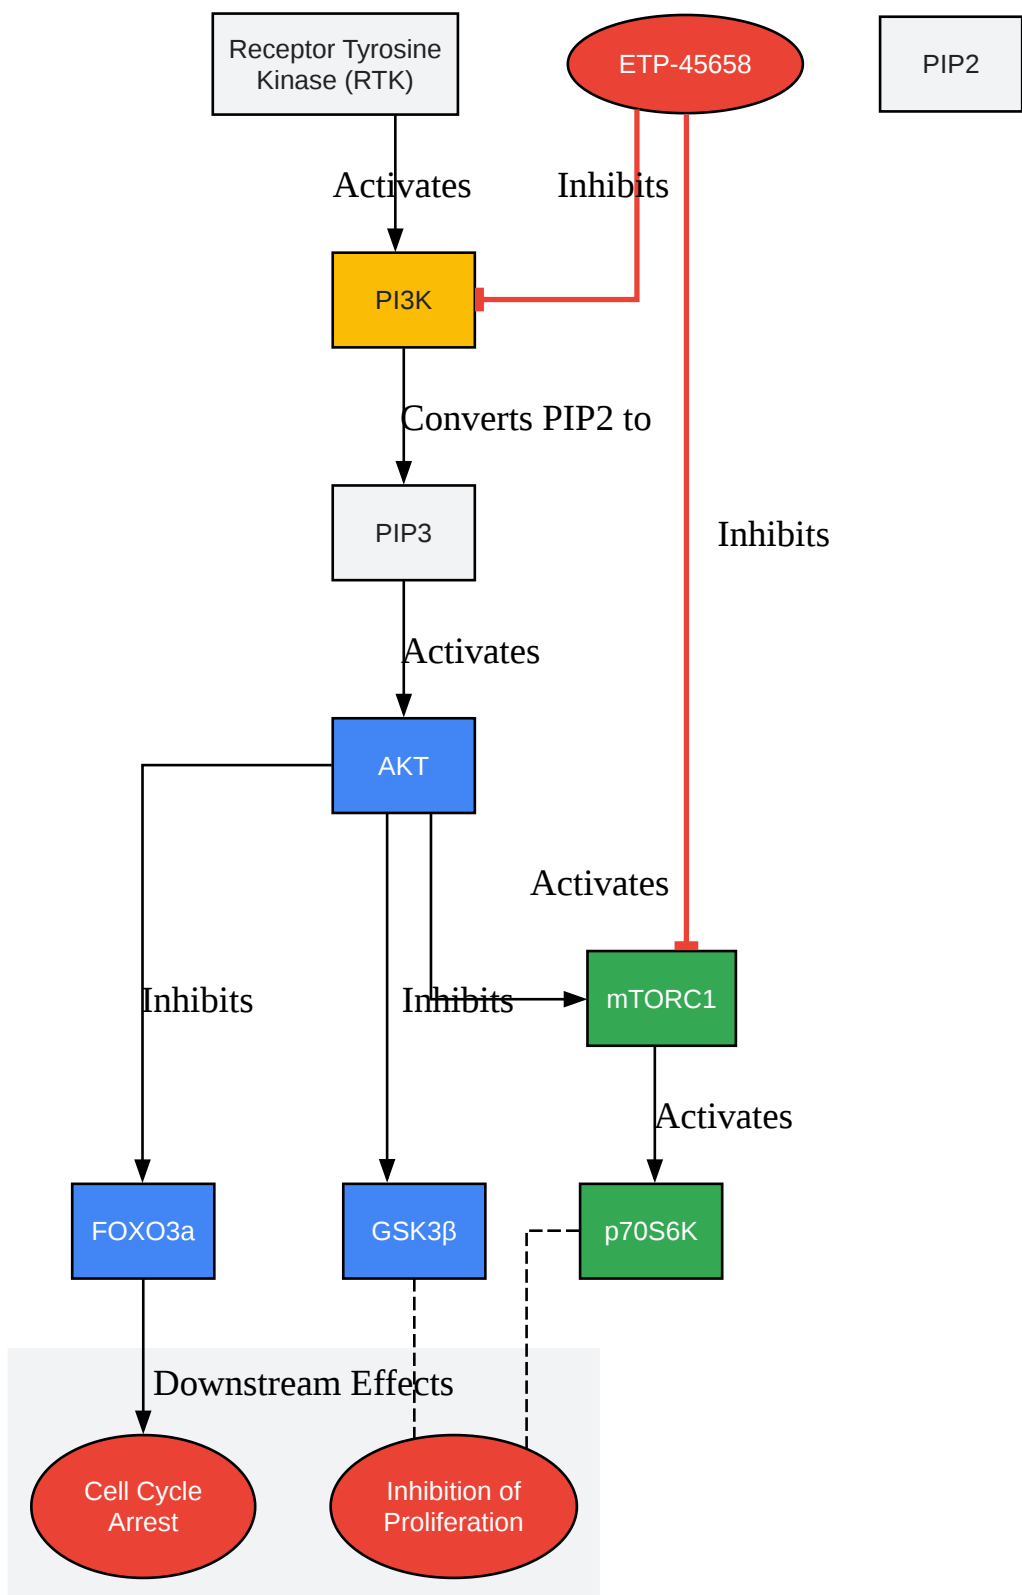 Receptor Tyrosine
Kinase (RTK)
ETP-45658
PIP2
Activates
Inhibits
PI3K
Converts PIP2 to
PIP3
Inhibits
Activates
AKT
Activates
Inhibits
Inhibits
mTORC1
Activates
FOXO3a
GSK3β
p70S6K
Downstream Effects
Cell Cycle
Arrest
Inhibition of
Proliferation